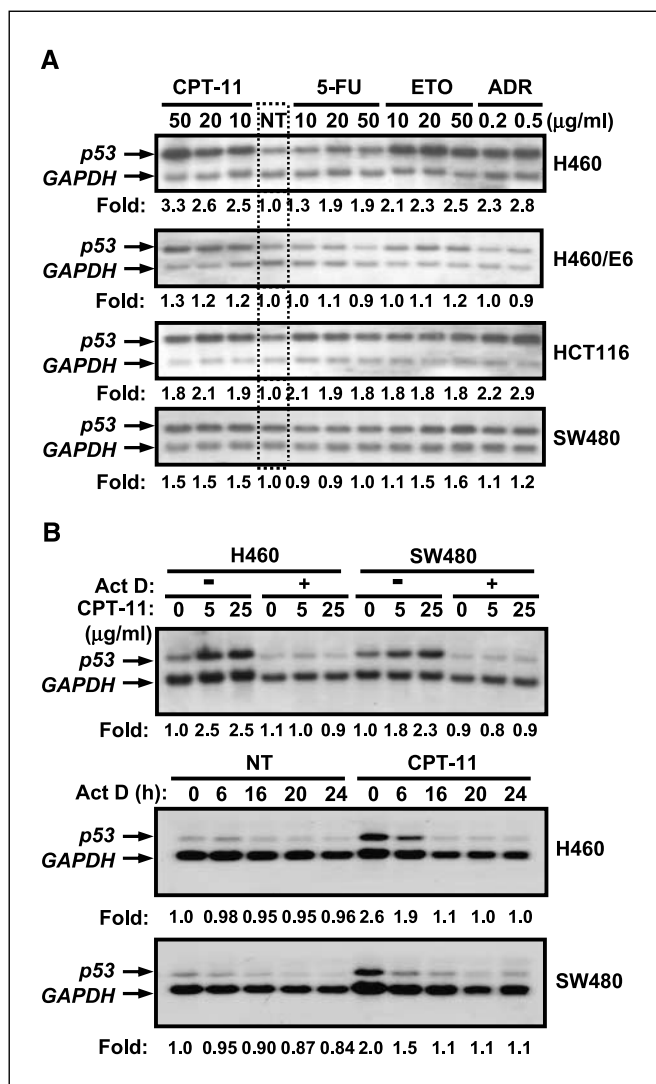 A
CPT-11 5-FU ETO ADR
50 20 10 NT 10 20 50 10 20 50 0.2 0.5 (µg/ml)
p53
GAPDH
H460
Fold: 3.3 2.6 2.5 1.0 1.3 1.9 1.9 2.1 2.3 2.5 2.3 2.8
p53
GAPDH
H460/E6
Fold: 1.3 1.2 1.2 1.0 1.0 1.1 0.9 1.0 1.1 1.2 1.0 0.9
p53
GAPDH
HCT116
Fold: 1.8 2.1 1.9 1.0 2.1 1.9 1.8 1.8 1.8 1.8 2.2 2.9
p53
GAPDH
SW480
Fold: 1.5 1.5 1.5 1.0 0.9 0.9 1.0 1.1 1.5 1.6 1.1 1.2
B
H460 SW480
Act D: - + - +
CPT-11: 0 5 25 0 5 25 0 5 25 0 5 25
(µg/ml)
p53
GAPDH
Fold: 1.0 2.5 2.5 1.1 1.0 0.9 1.0 1.8 2.3 0.9 0.8 0.9
NT CPT-11
Act D (h): 0 6 16 20 24 0 6 16 20 24
p53
GAPDH
H460
Fold: 1.0 0.98 0.95 0.95 0.96 2.6 1.9 1.1 1.0 1.0
p53
GAPDH
SW480
Fold: 1.0 0.95 0.90 0.87 0.84 2.0 1.5 1.1 1.1 1.1